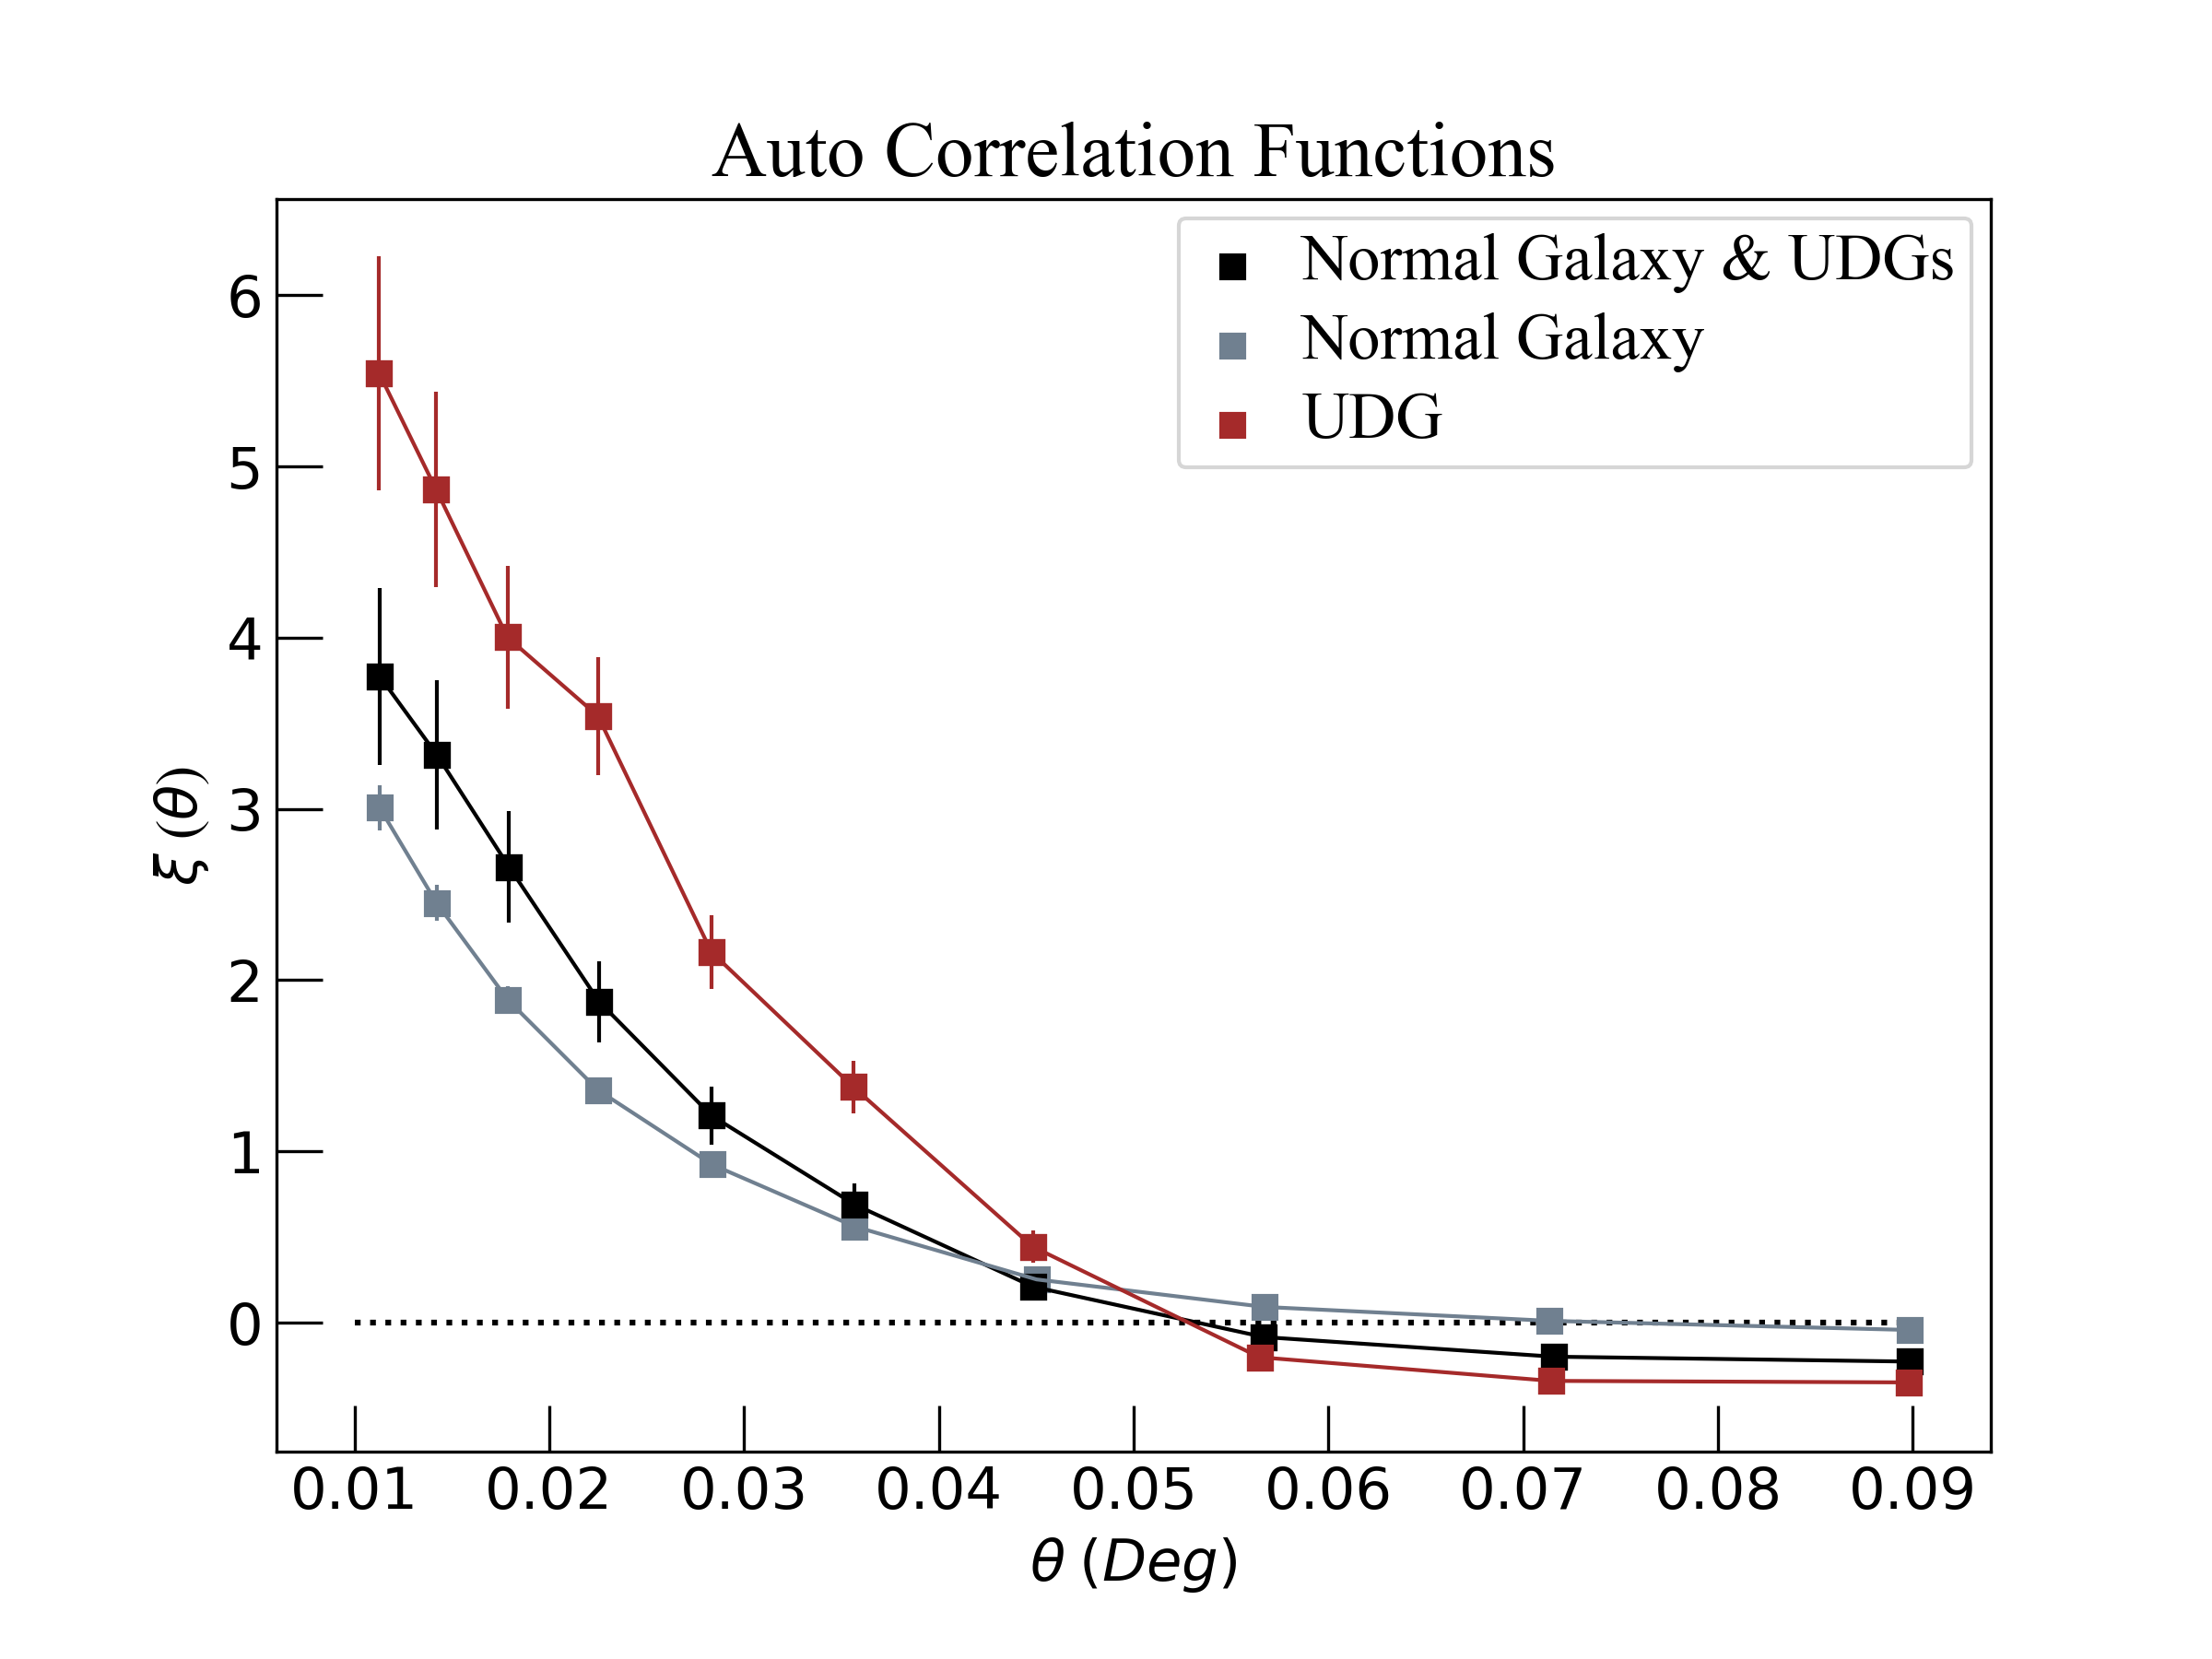 Auto Correlation Functions
Normal Galaxy & UDGs
Normal Galaxy
UDG
6
5
4
3
2
1
0
ξ (θ)
0.01 0.02 0.03 0.04 0.05 0.06 0.07 0.08 0.09
θ (Deg)